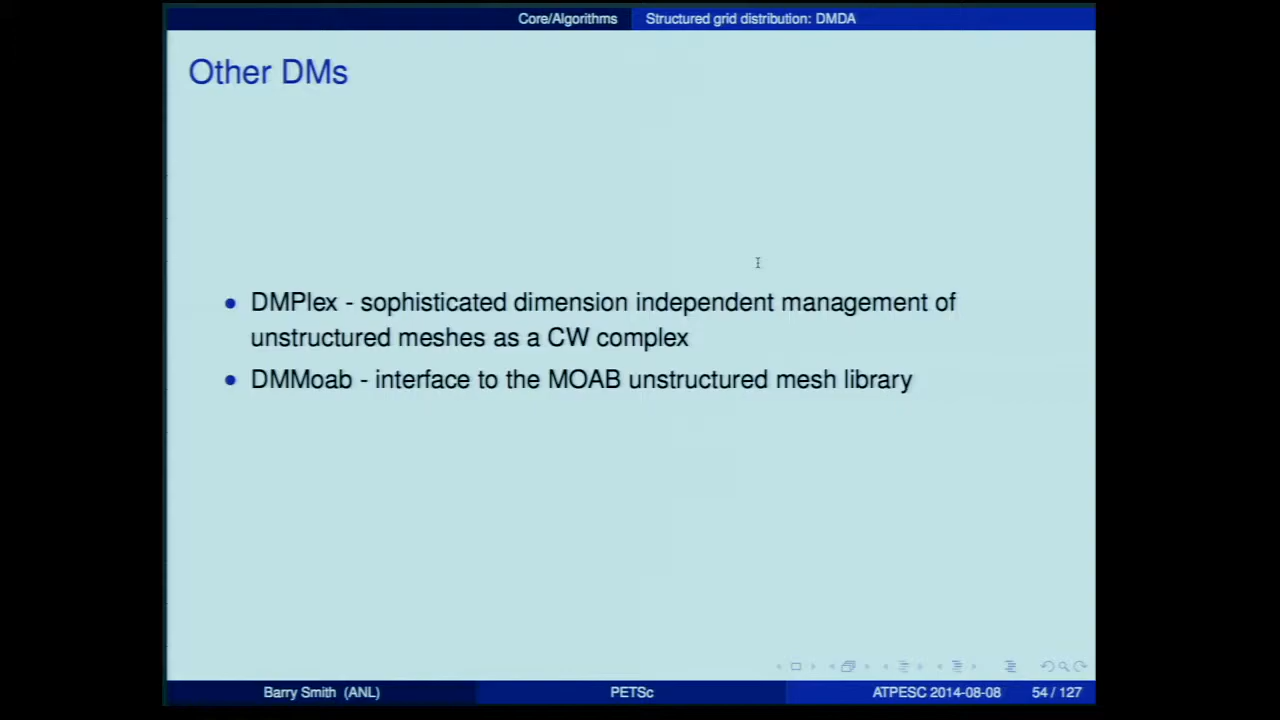 Core/Algorithms Structured grid distribution: DMDA
Other DMs
• DMPlex - sophisticated dimension independent management of
unstructured meshes as a CW complex
• DMMoab - interface to the MOAB unstructured mesh library
Barry Smith (ANL) PETSc ATPESC 2014-08-08 54 / 127